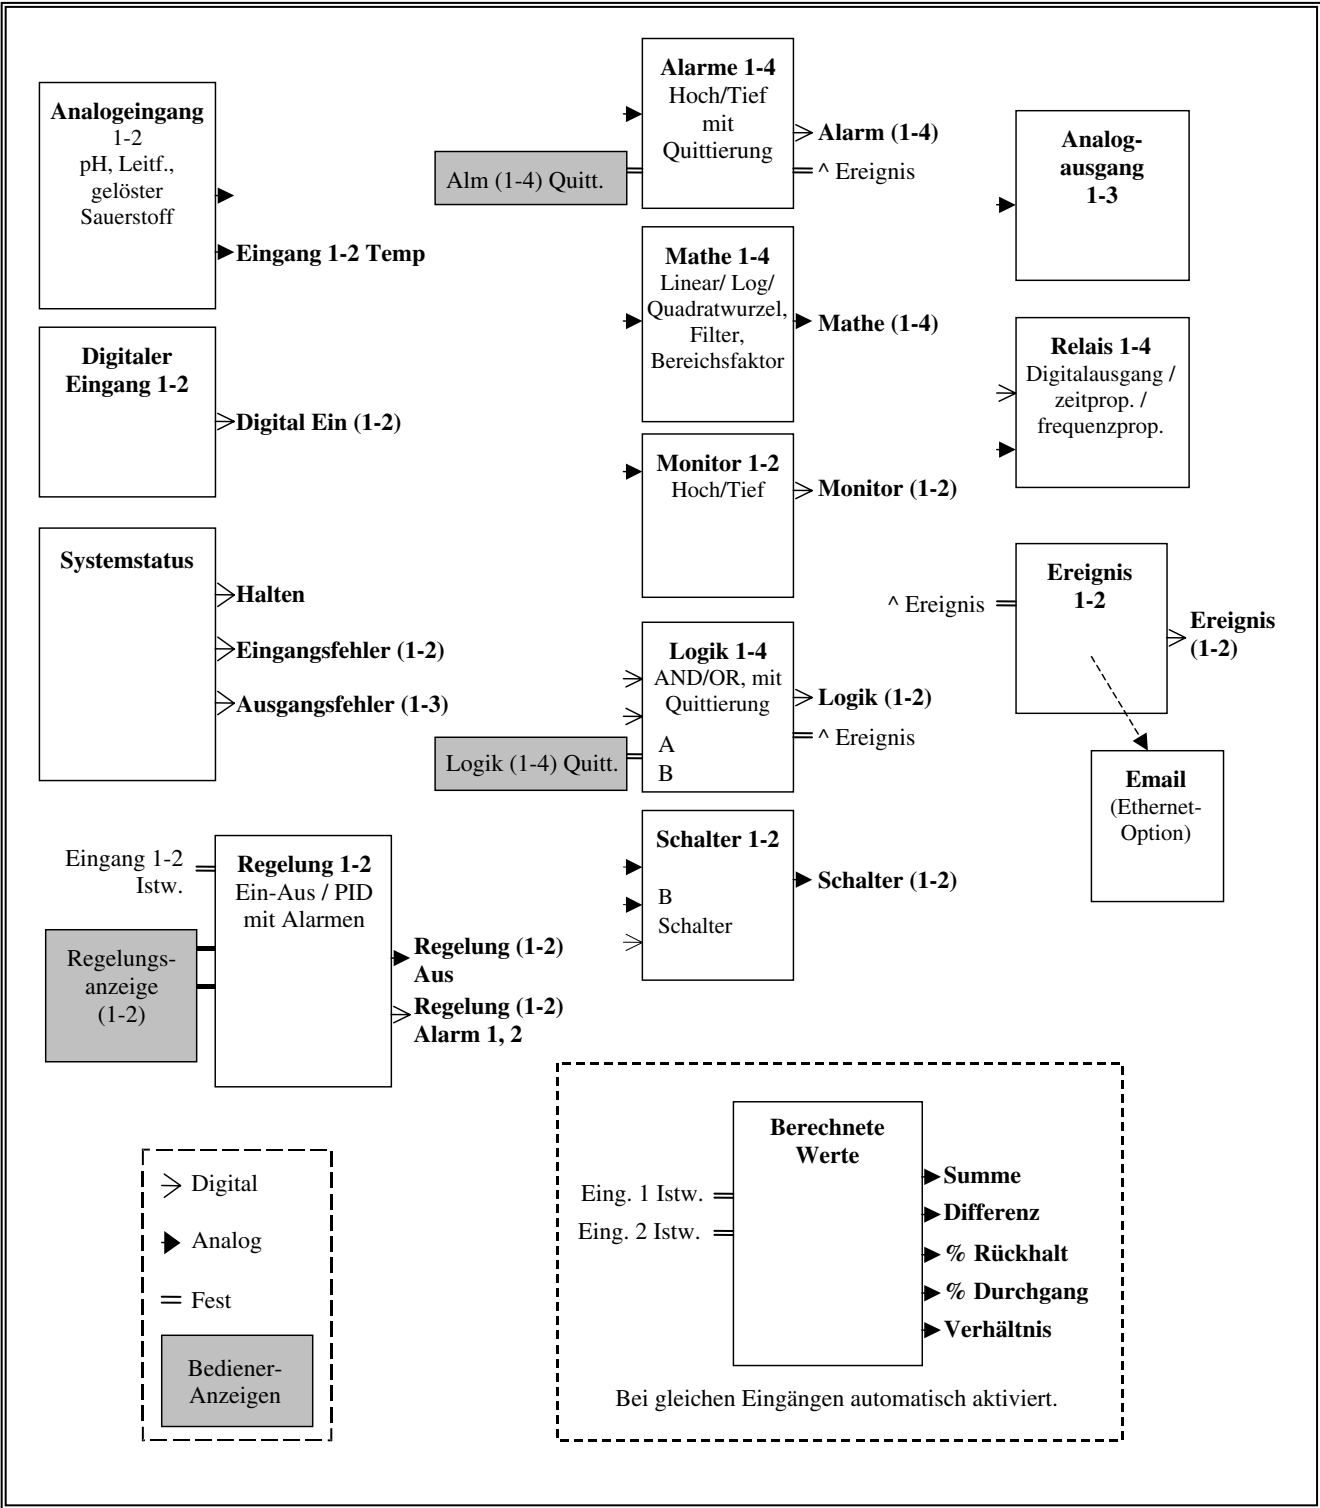 Analogeingang
1-2
pH, Leitf.,
gelöster
Sauerstoff
Eingang 1-2 Temp
Digitaler
Eingang 1-2
Digital Ein (1-2)
Systemstatus
Halten
Eingangsfehler (1-2)
Ausgangsfehler (1-3)
Eingang 1-2
Istw.
Regelung 1-2
Ein-Aus / PID
mit Alarmen
Regelungs-
anzeige
(1-2)
Regelung (1-2)
Aus
Regelung (1-2)
Alarm 1, 2
Alarme 1-4
Hoch/Tief
mit
Quittierung
Alm (1-4) Quitt.
Alarm (1-4)
^ Ereignis
Mathe 1-4
Linear/ Log/
Quadratwurzel,
Filter,
Bereichsfaktor
Mathe (1-4)
Monitor 1-2
Hoch/Tief
Monitor (1-2)
Logik 1-4
AND/OR, mit
Quittierung
A
B
Logik (1-4) Quitt.
Logik (1-2)
^ Ereignis
Schalter 1-2
B
Schalter
Schalter (1-2)
Analog-
ausgang
1-3
Relais 1-4
Digitalausgang /
zeitprop. /
frequenzprop.
^ Ereignis
Ereignis
1-2
Ereignis
(1-2)
Email
(Ethernet-
Option)
Digital
Analog
Fest
Bediener-
Anzeigen
Berechnete
Werte
Eing. 1 Istw.
Eing. 2 Istw.
Summe
Differenz
% Rückhalt
% Durchgang
Verhältnis
Bei gleichen Eingängen automatisch aktiviert.